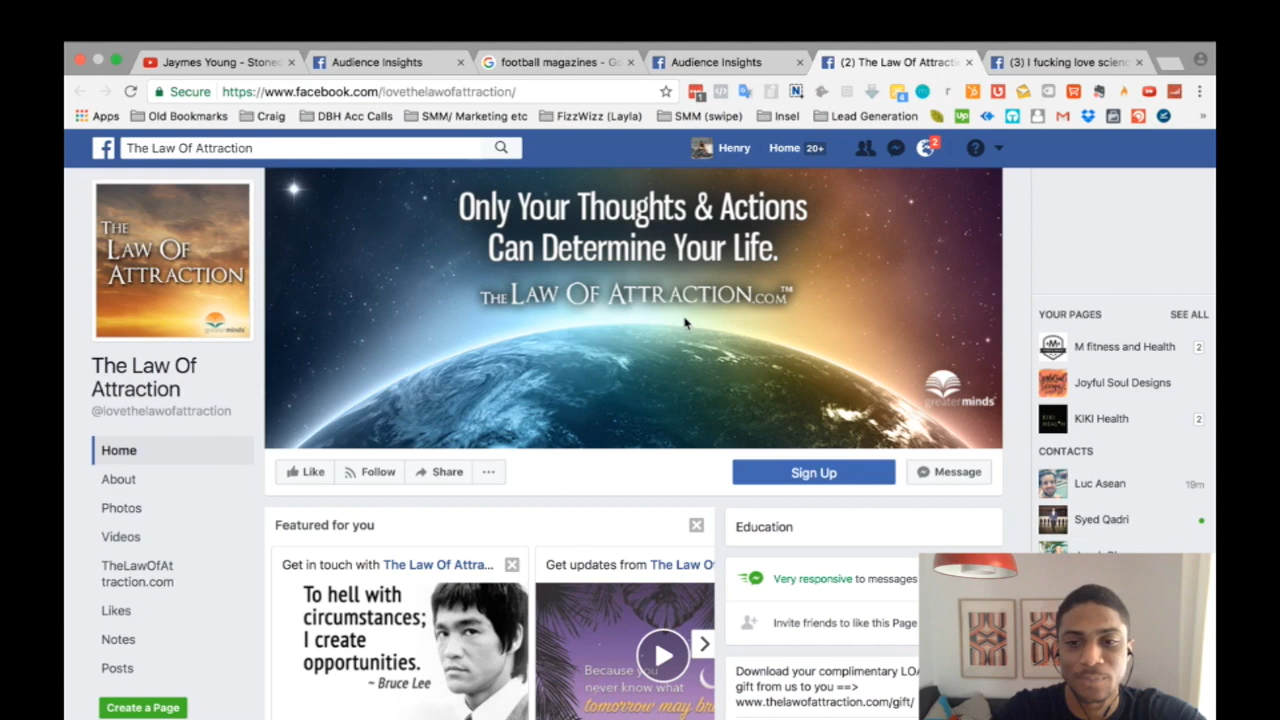 Jaymes Young - Stoned
Audience Insights
football magazines - Go
Audience Insights
(2) The Law Of Attracti
(3) I fucking love scienc
Secure
https://www.facebook.com/lovethelawofattraction/
Apps
Old Bookmarks
Craig
DBH Acc Calls
SMM/ Marketing etc
FizzWizz (Layla)
SMM (swipe)
Insel
Lead Generation
The Law Of Attraction
Henry
Home 20+
2
THE
LAW OF
ATTRACTION
greaterminds
Only Your Thoughts & Actions
Can Determine Your Life.
THE LAW OF ATTRACTION.COM™
greaterminds
The Law Of
Attraction
@lovethelawofattraction
Home
About
Photos
Videos
TheLawOfAt
traction.com
Likes
Notes
Posts
Create a Page
Like
Follow
Share
Sign Up
Message
Featured for you
Get in touch with The Law Of Attra...
To hell with
circumstances;
I create
opportunities.
~ Bruce Lee
Get updates from The Law O
Because you
never know what
tomorrow may br
Education
Very responsive to messages
Invite friends to like this Page
Download your complimentary LOA
gift from us to you ==>
www.thelawofattraction.com/gift/
YOUR PAGES
SEE ALL
M fitness and Health
2
Joyful Soul Designs
KIKI Health
2
CONTACTS
Luc Asean
19m
Syed Qadri